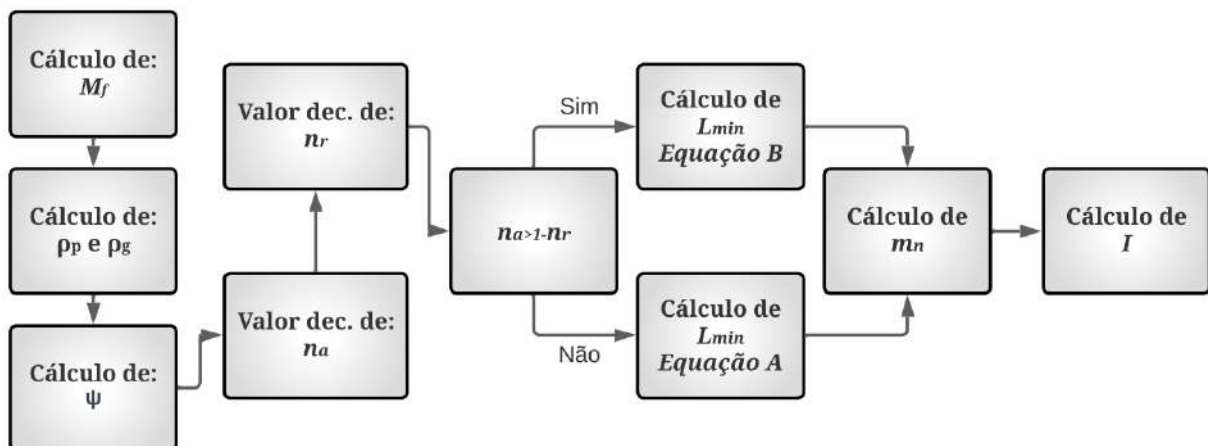 Cálculo de:
Mf
Cálculo de:
ρp e ρg
Cálculo de:
ψ
Valor dec. de:
na
Valor dec. de:
nr
na>1-nr
Sim
Não
Cálculo de
Lmin
Equação B
Cálculo de
Lmin
Equação A
Cálculo de
mn
Cálculo de
I